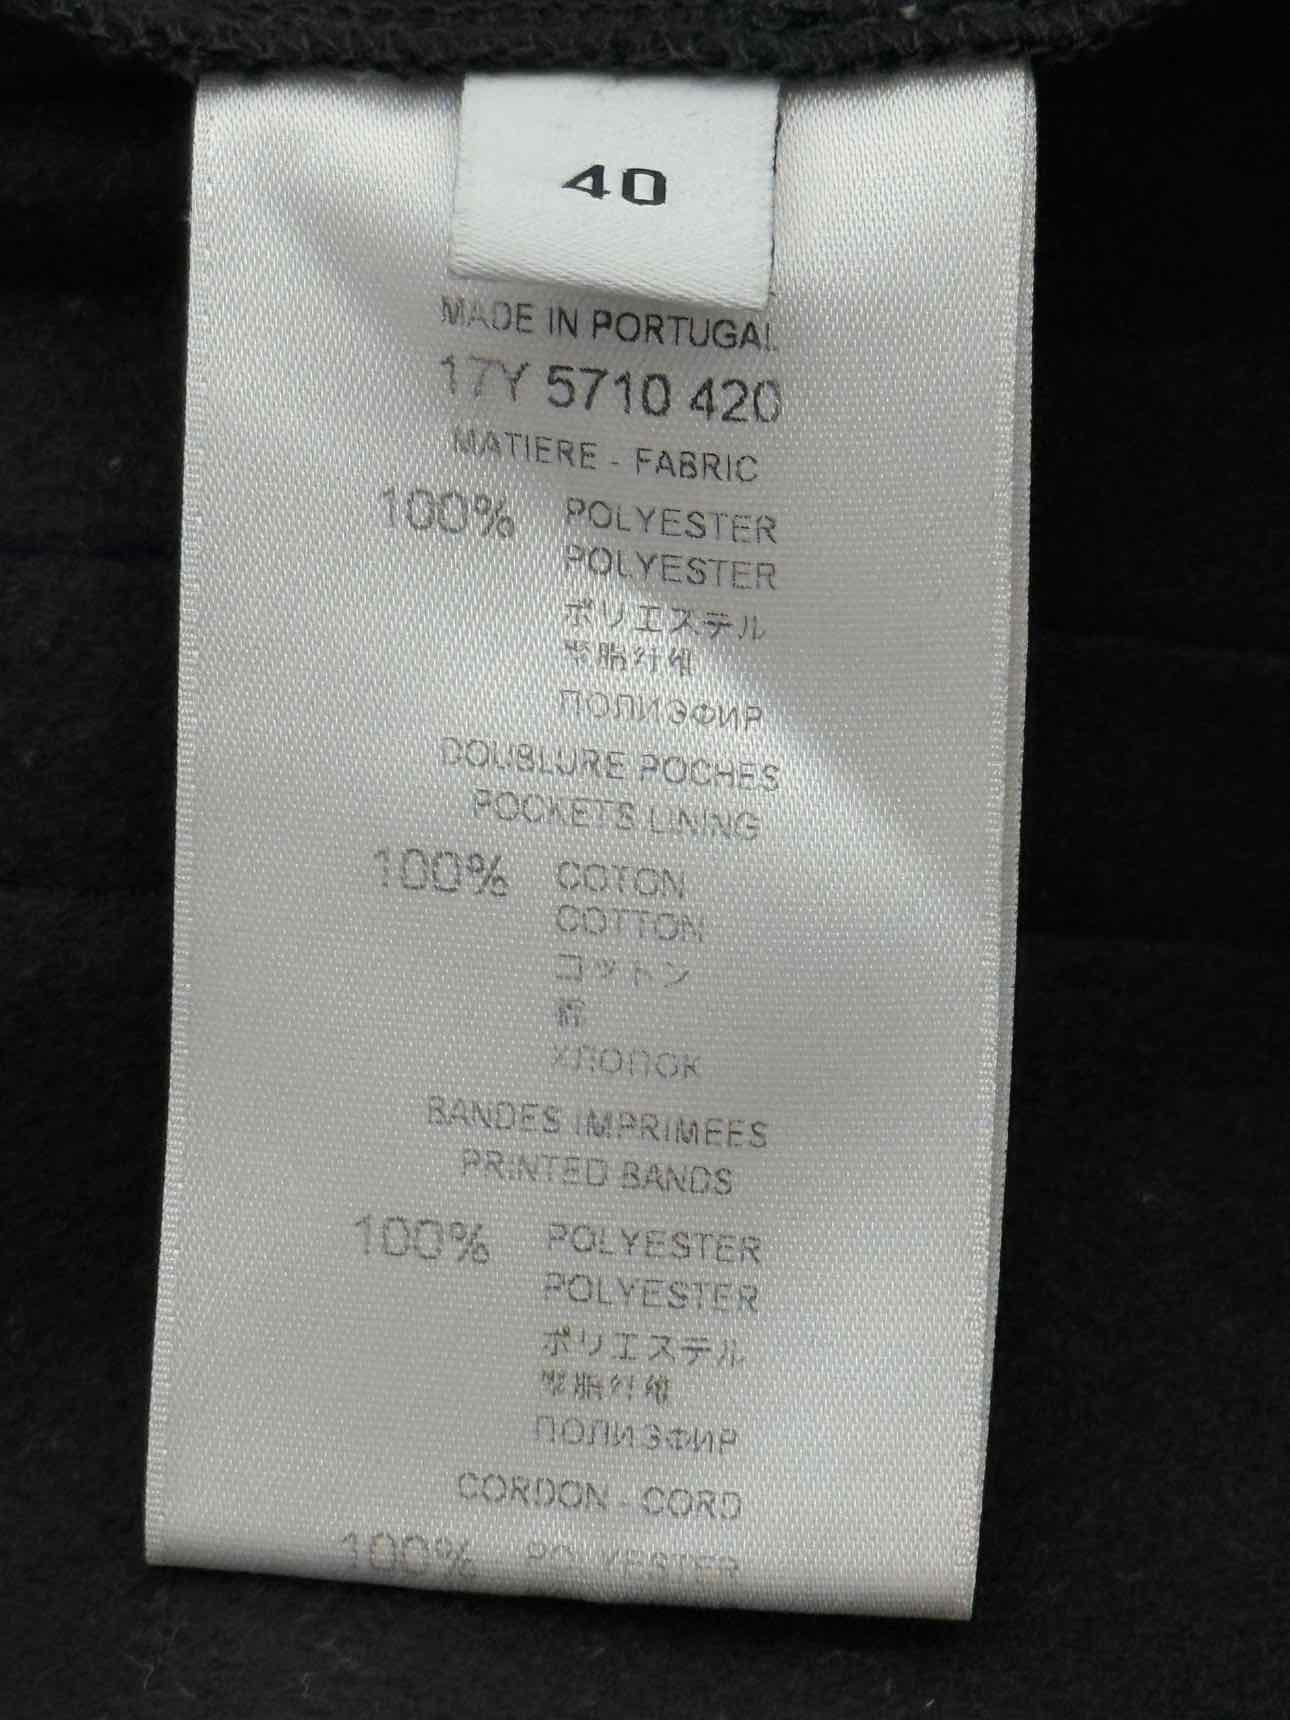 40
MADE IN PORTUGAL
17Y 5710 420
MATIERE - FABRIC
100% POLYESTER
POLYESTER
ポリエステル
聚脂纤维
ПОЛИЭФИР
DOUBLURE POCHES
POCKETS LINING
100% COTON
COTTON
コットン
棉
ХЛОПОК
BANDES IMPRIMEES
PRINTED BANDS
100% POLYESTER
POLYESTER
ポリエステル
聚脂纤维
ПОЛИЭФИР
CORDON - CORD
100% POLYESTER